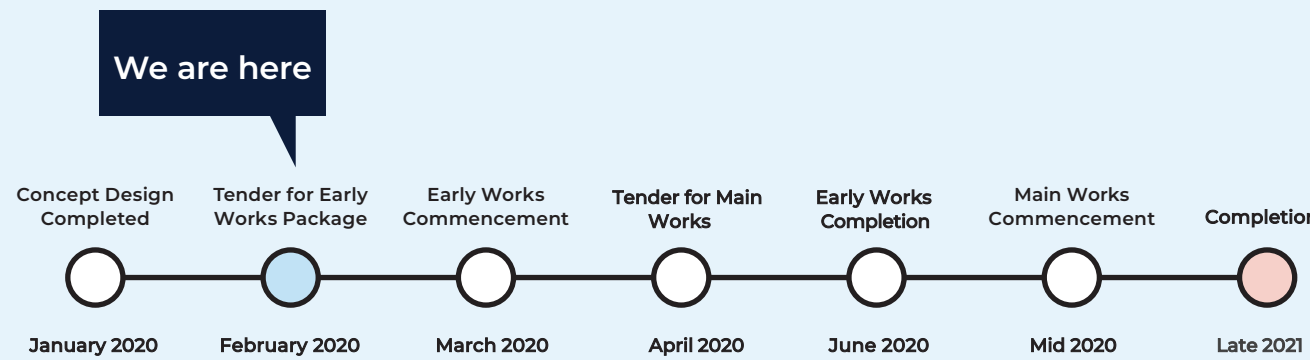 We are here
Concept Design
Completed
Tender for Early
Works Package
Early Works
Commencement
Tender for Main
Works
Early Works
Completion
Main Works
Commencement
Completion
January 2020
February 2020
March 2020
April 2020
June 2020
Mid 2020
Late 2021